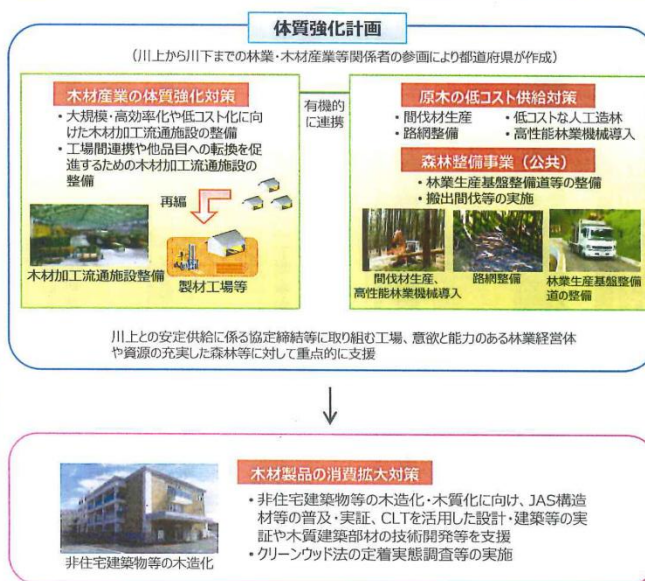 体質強化計画
（川上から川下までの林業・木材産業等関係者の参画により都道府県が作成）
木材産業の体質強化対策
・大規模・高効率化や低コスト化に向
けた木材加工流通施設の整備
・工場間連携や他品目への転換を促
進するための木材加工流通施設の
整備
再編
木材加工流通施設整備
製材工場等
有機的
に連携
原木の低コスト供給対策
・間伐材生産
・低コストな人工造林
・路網整備
・高性能林業機械導入
森林整備事業（公共）
・林業生産基盤整備道等の整備
・搬出間伐等の実施
間伐材生産、
高性能林業機械導入
路網整備
林業生産基盤整備
道の整備
川上との安定供給に係る協定締結等に取り組む工場、意欲と能力のある林業経営体
や資源の充実した森林等に対して重点的に支援
木材製品の消費拡大対策
・非住宅建築物等の木造化・木質化に向け、JAS構造
材等の普及・実証、CLTを活用した設計・建築等の実
証や木質建築部材の技術開発等を支援
・クリーンウッド法の定着実態調査等の実施
非住宅建築物等の木造化